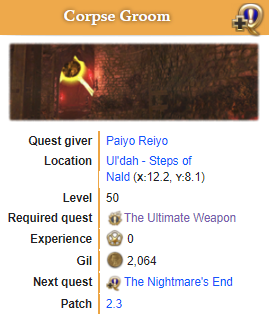 Corpse Groom
Quest giver Paiyo Reiyo
Location Ul'dah - Steps of
Nald (X:12.2, Y:8.1)
Level 50
Required quest The Ultimate Weapon
Experience 0
Gil 2,064
Next quest The Nightmare's End
Patch 2.3